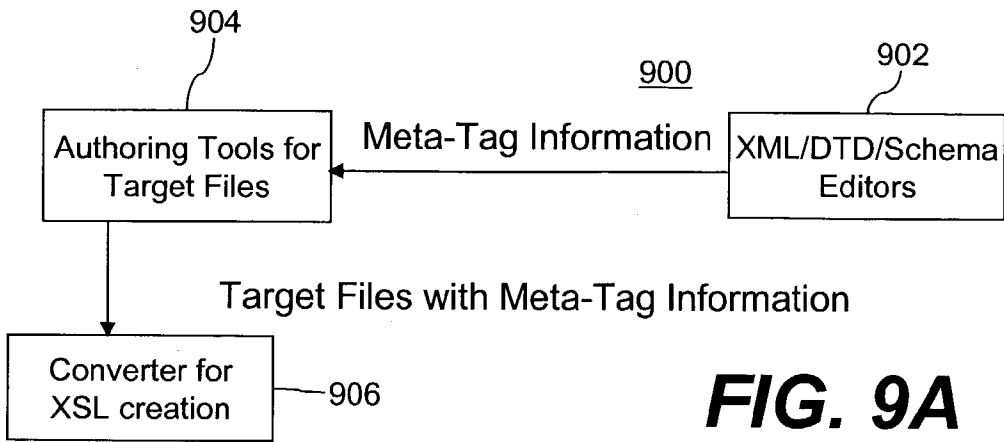 904
900
902
Authoring Tools for
Target Files
Meta-Tag Information
XML/DTD/Schema
Editors
Target Files with Meta-Tag Information
Converter for
XSL creation
906
FIG. 9A